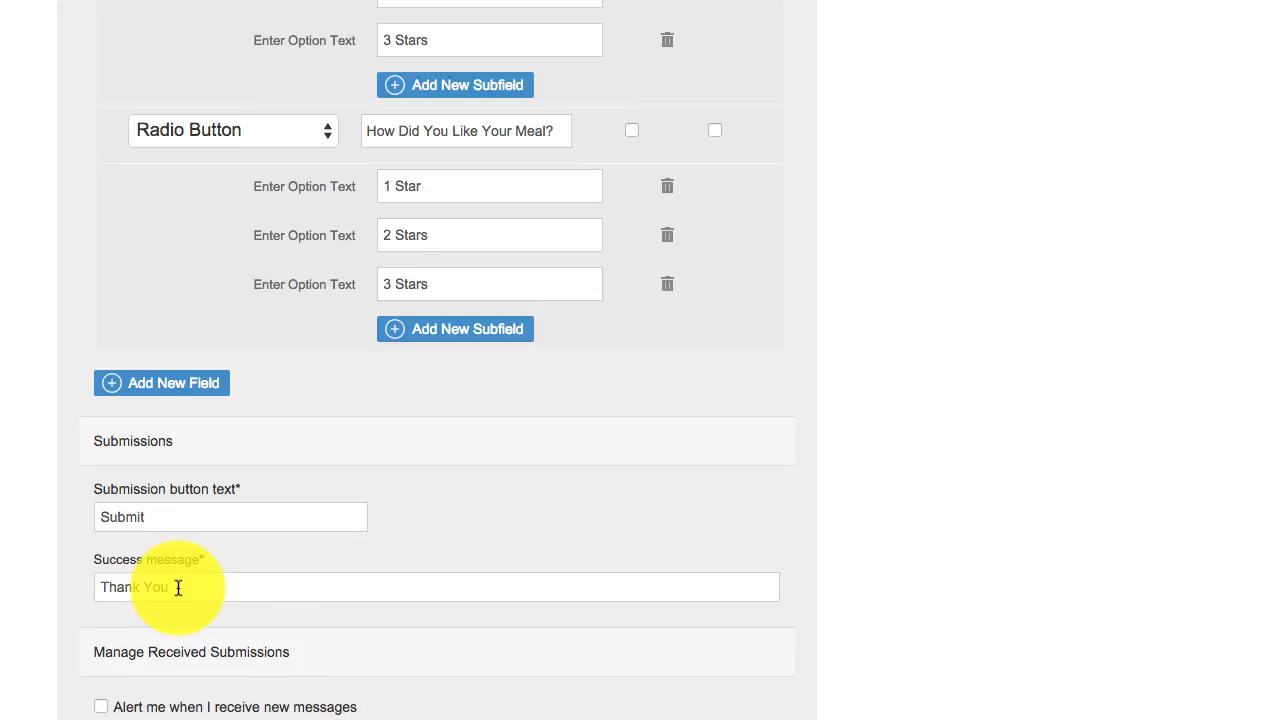 Enter Option Text 3 Stars
Add New Subfield
Radio Button How Did You Like Your Meal?
Enter Option Text 1 Star
Enter Option Text 2 Stars
Enter Option Text 3 Stars
Add New Subfield
Add New Field
Submissions
Submission button text*
Submit
Success message*
Thank You
Manage Received Submissions
Alert me when I receive new messages